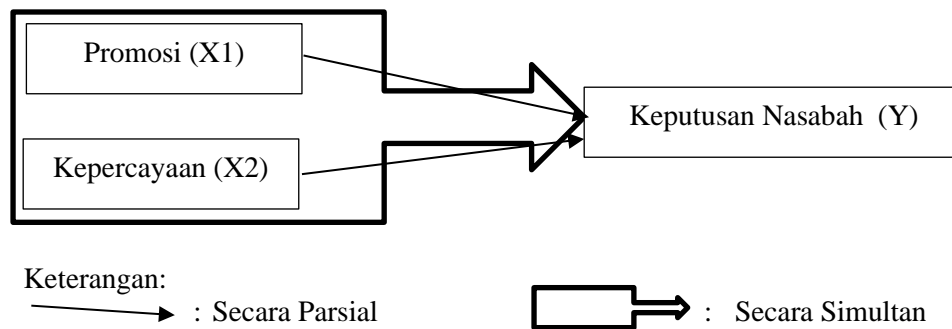 Promosi (X1)
Keputusan Nasabah (Y)
Kepercayaan (X2)
Keterangan:
: Secara Parsial
: Secara Simultan